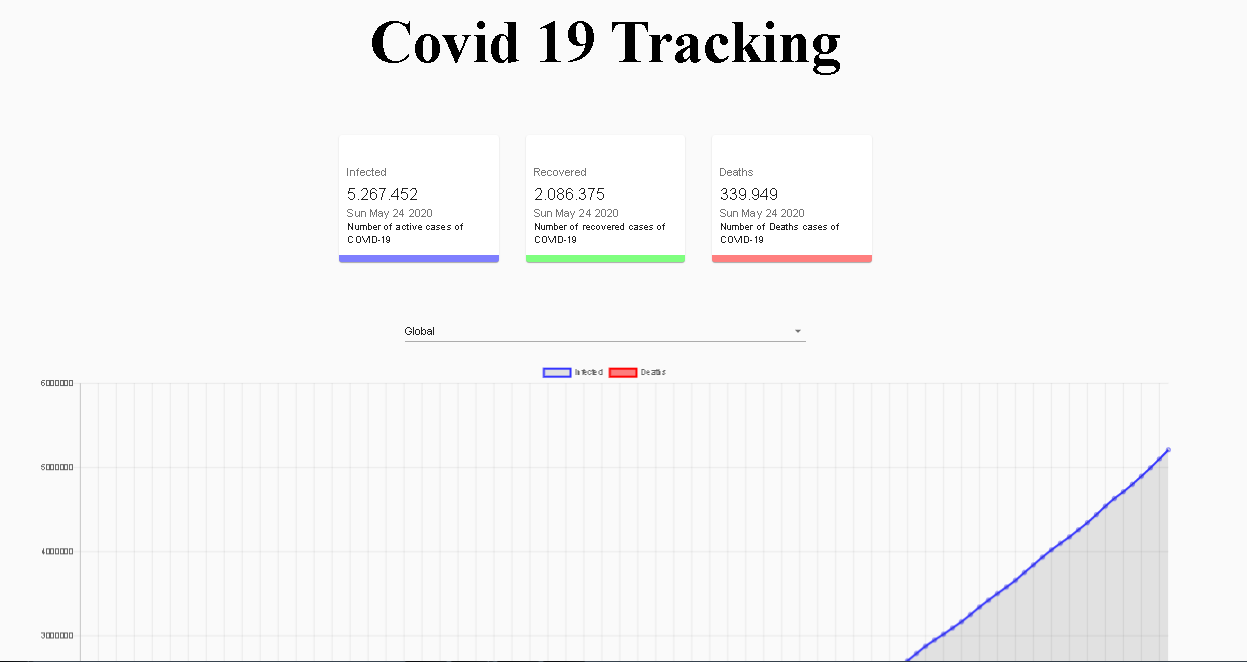 Covid 19 Tracking
Infected
5.267.452
Sun May 24 2020
Number of active cases of
COVID-19
Recovered
2.086.375
Sun May 24 2020
Number of recovered cases of
COVID-19
Deaths
339.949
Sun May 24 2020
Number of Deaths cases of
COVID-19
Global
Infected Deaths
6000000
5000000
4000000
3000000